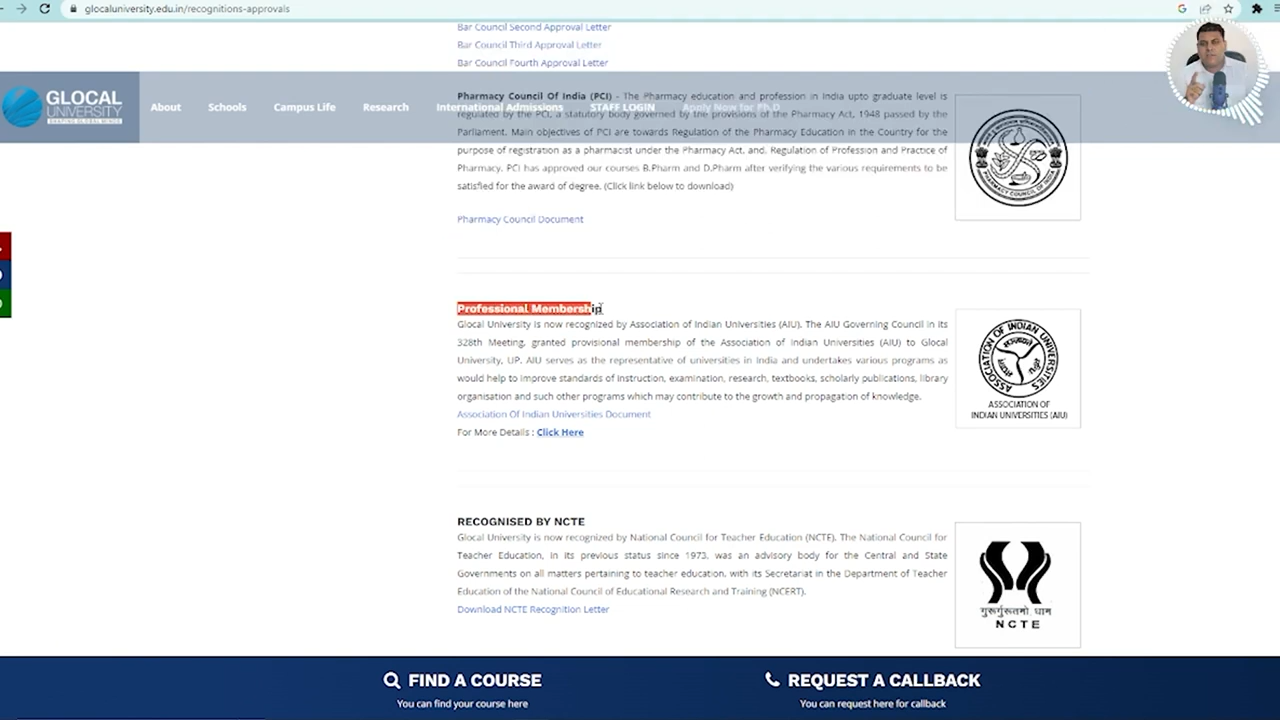 glocaluniversity.edu.in/recognitions-approvals
Bar Council Second Approval Letter
Bar Council Third Approval Letter
Bar Council Fourth Approval Letter
GLOCAL
UNIVERSITY
SHAPING GLOBAL MINDS
About Schools Campus Life Research International Admissions STAFF LOGIN Apply Now for Ph.D
Pharmacy Council Of India (PCI) - The Pharmacy education and profession in India upto graduate level is
regulated by the PCI, a statutory body governed by the provisions of the Pharmacy Act, 1948 passed by the
Parliament. Main objectives of PCI are towards Regulation of the Pharmacy Education in the Country for the
purpose of registration as a pharmacist under the Pharmacy Act, and. Regulation of Profession and Practice of
Pharmacy. PCI has approved our courses B.Pharm and D.Pharm after verifying the various requirements to be
satisfied for the award of degree. (Click link below to download)
PHARMACY COUNCIL OF INDIA
Pharmacy Council Document
Professional Membership
Glocal University is now recognized by Association of Indian Universities (AIU). The AIU Governing Council in its
328th Meeting, granted provisional membership of the Association of Indian Universities (AIU) to Glocal
University, UP. AIU serves as the representative of universities in India and undertakes various programs as
would help to improve standards of instruction, examination, research, textbooks, scholarly publications, library
organisation and such other programs which may contribute to the growth and propagation of knowledge.
Association Of Indian Universities Document
For More Details : Click Here
ASSOCIATION OF INDIAN UNIVERSITIES
ASSOCIATION OF
INDIAN UNIVERSITIES (AIU)
RECOGNISED BY NCTE
Glocal University is now recognized by National Council for Teacher Education (NCTE). The National Council for
Teacher Education, in its previous status since 1973, was an advisory body for the Central and State
Governments on all matters pertaining to teacher education, with its Secretariat in the Department of Teacher
Education of the National Council of Educational Research and Training (NCERT).
Download NCTE Recognition Letter
गुरुर्गुरुतमो धाम
NCTE
FIND A COURSE
You can find your course here
REQUEST A CALLBACK
You can request here for callback